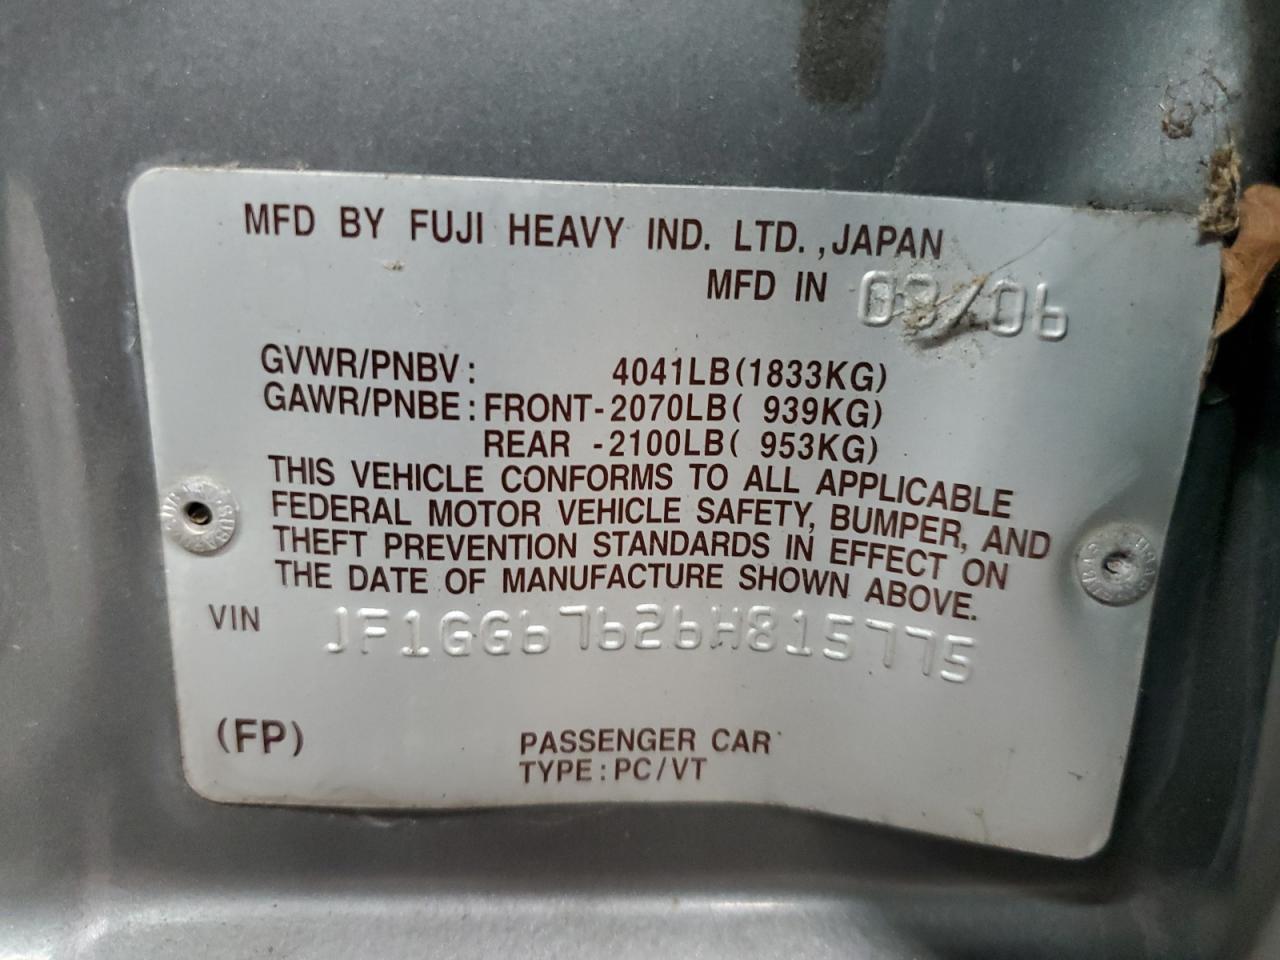 MFD BY FUJI HEAVY IND. LTD.,JAPAN
MFD IN 03/06
GVWR/PNBV: 4041LB(1833KG)
GAWR/PNBE:FRONT-2070LB( 939KG)
REAR -2100LB( 953KG)
THIS VEHICLE CONFORMS TO ALL APPLICABLE
FEDERAL MOTOR VEHICLE SAFETY, BUMPER, AND
THEFT PREVENTION STANDARDS IN EFFECT ON
THE DATE OF MANUFACTURE SHOWN ABOVE.
VIN JF1GG67626H815775
(FP)
PASSENGER CAR
TYPE:PC/VT